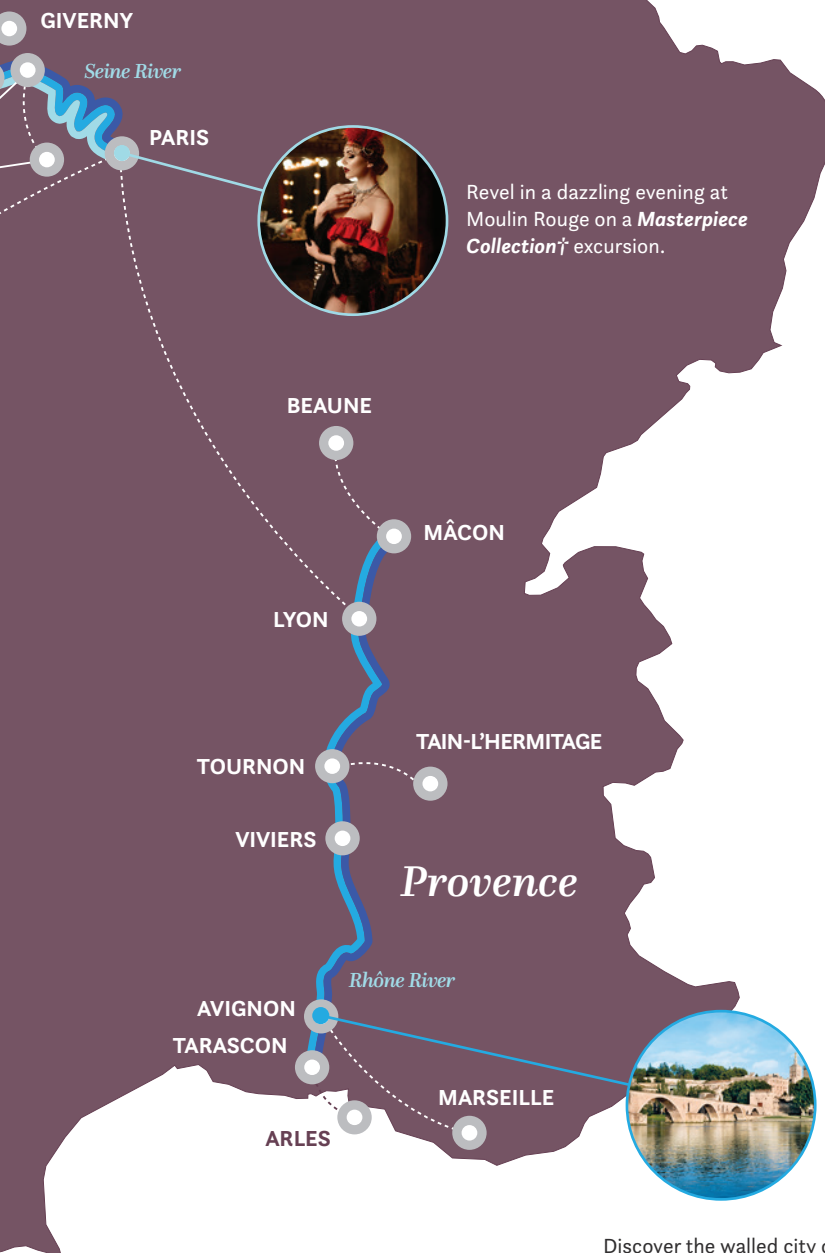 GIVERNY
Seine River
PARIS
Revel in a dazzling evening at
Moulin Rouge on a Masterpiece
Collection† excursion.
BEAUNE
MÂCON
LYON
TAIN-L’HERMITAGE
TOURNON
VIVIERS
Provence
Rhône River
AVIGNON
TARASCON
MARSEILLE
ARLES
Discover the walled city